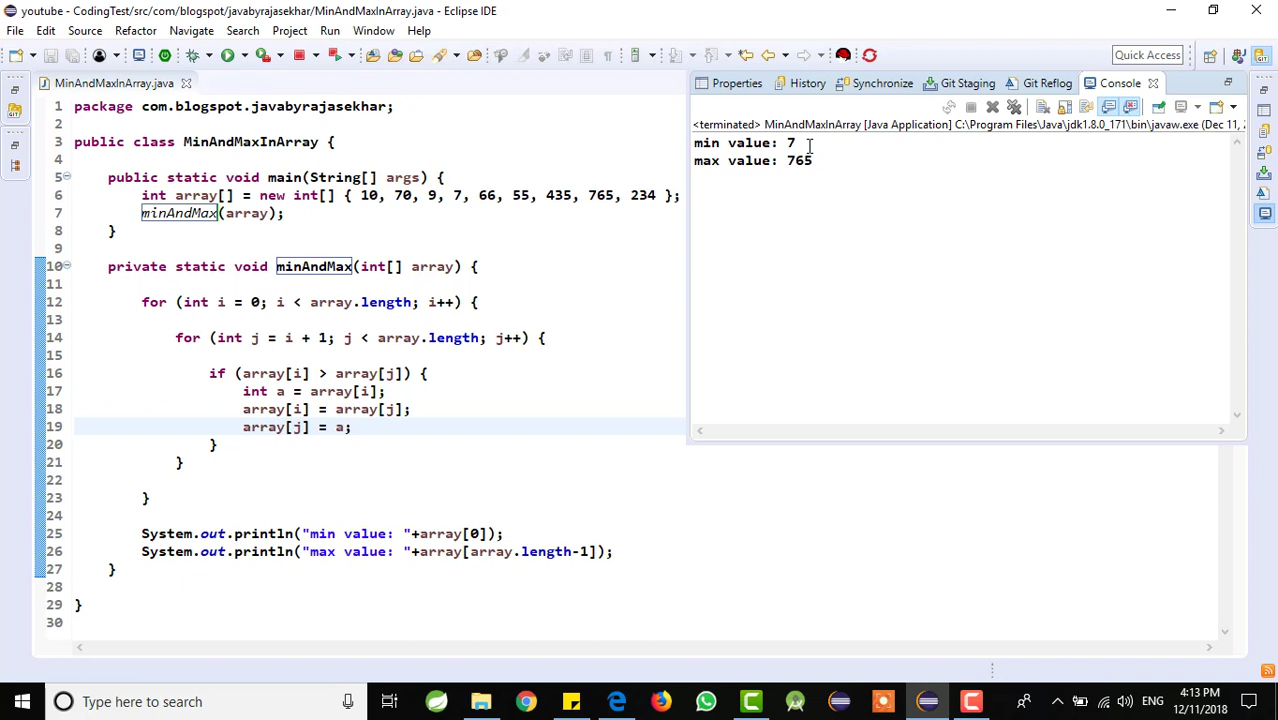 youtube - CodingTest/src/com/blogspot/javabyrajasekhar/MinAndMaxInArray.java - Eclipse IDE
File Edit Source Refactor Navigate Search Project Run Window Help
Quick Access
MinAndMaxInArray.java
Properties History Synchronize Git Staging Git Reflog Console
<terminated> MinAndMaxInArray [Java Application] C:\Program Files\Java\jdk1.8.0_171\bin\javaw.exe (Dec 11, 2
min value: 7
max value: 765
1 package com.blogspot.javabyrajasekhar;
2
3 public class MinAndMaxInArray {
4
5 public static void main(String[] args) {
6 int array[] = new int[] { 10, 70, 9, 7, 66, 55, 435, 765, 234 };
7 minAndMax(array);
8 }
9
10 private static void minAndMax(int[] array) {
11
12 for (int i = 0; i < array.length; i++) {
13
14 for (int j = i + 1; j < array.length; j++) {
15
16 if (array[i] > array[j]) {
17 int a = array[i];
18 array[i] = array[j];
19 array[j] = a;
20 }
21 }
22
23 }
24
25 System.out.println("min value: "+array[0]);
26 System.out.println("max value: "+array[array.length-1]);
27 }
28
29 }
30
Type here to search
ENG
4:13 PM
12/11/2018